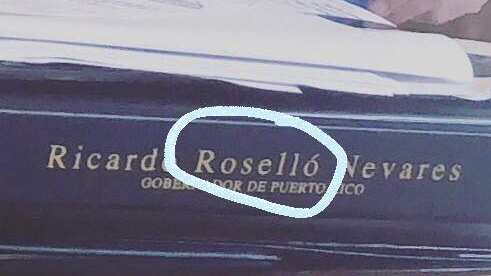 Ricardo Roselló Nevares
GOBERNADOR DE PUERTO RICO